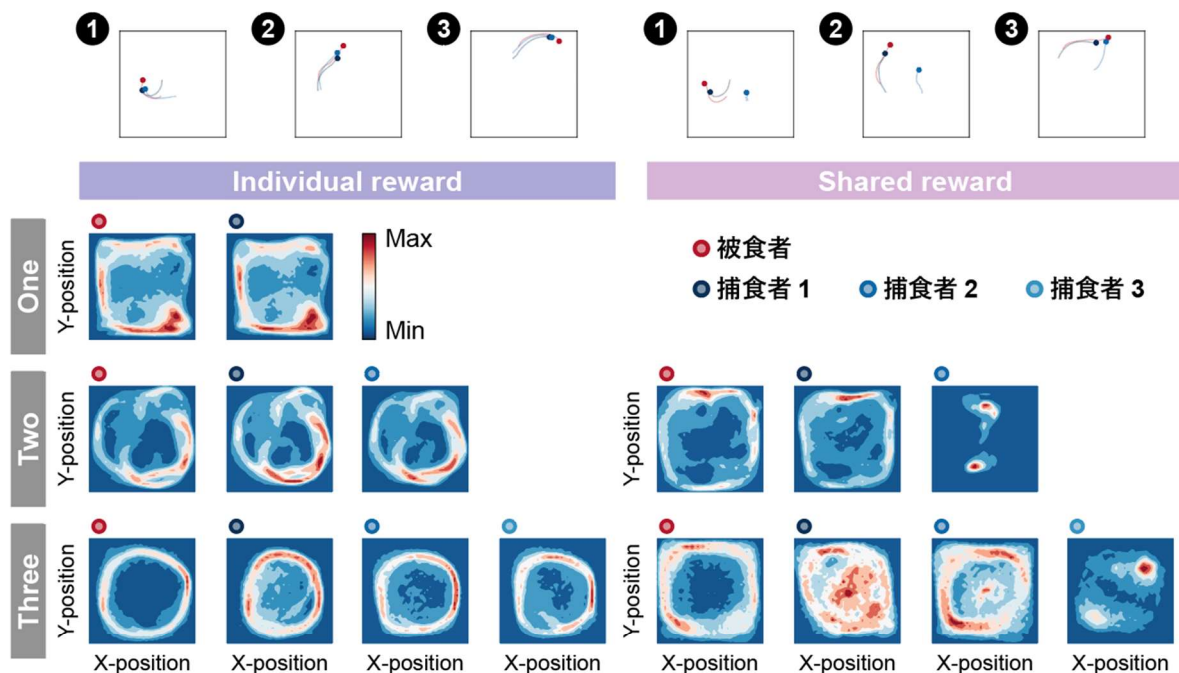 1 2 3 1 2 3
Individual reward Shared reward
One
Y-position
Max
Min
被食者
捕食者 1 捕食者 2 捕食者 3
Two
Y-position
Y-position
Three
Y-position
Y-position
X-position X-position X-position X-position X-position X-position X-position X-position